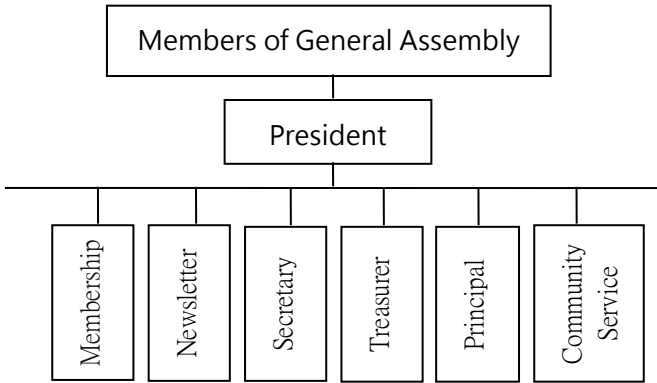 Members of General Assembly
President
Membership
Newsletter
Secretary
Treasurer
Principal
Community
Service